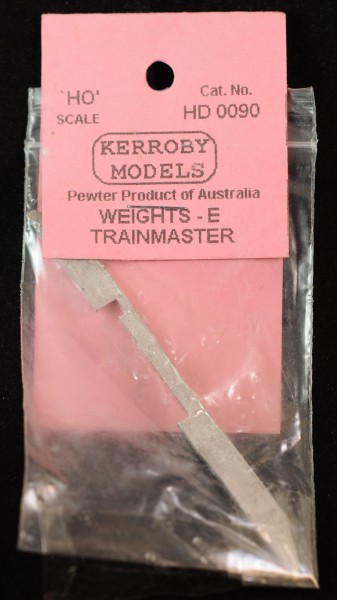 'HO'
SCALE
Cat. No.
HD 0090
KERROBY
MODELS
Pewter Product of Australia
WEIGHTS - E
TRAINMASTER